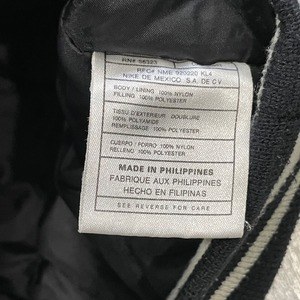 RN# 56323
RFC# NME 920220 KL4
NIKE DE MEXICO S.A. DE C.V.
BODY / LINING 100% NYLON
FILLING 100% POLYESTER
TISSU D'EXTERIEUR DOUBLURE
100% POLYAMIDE
REMPLISSAGE 100% POLYESTER
CUERPO / FORRO 100% NYLON
RELLENO 100% POLYESTER
MADE IN PHILIPPINES
FABRIQUE AUX PHILIPPINES
HECHO EN FILIPINAS
SEE REVERSE FOR CARE